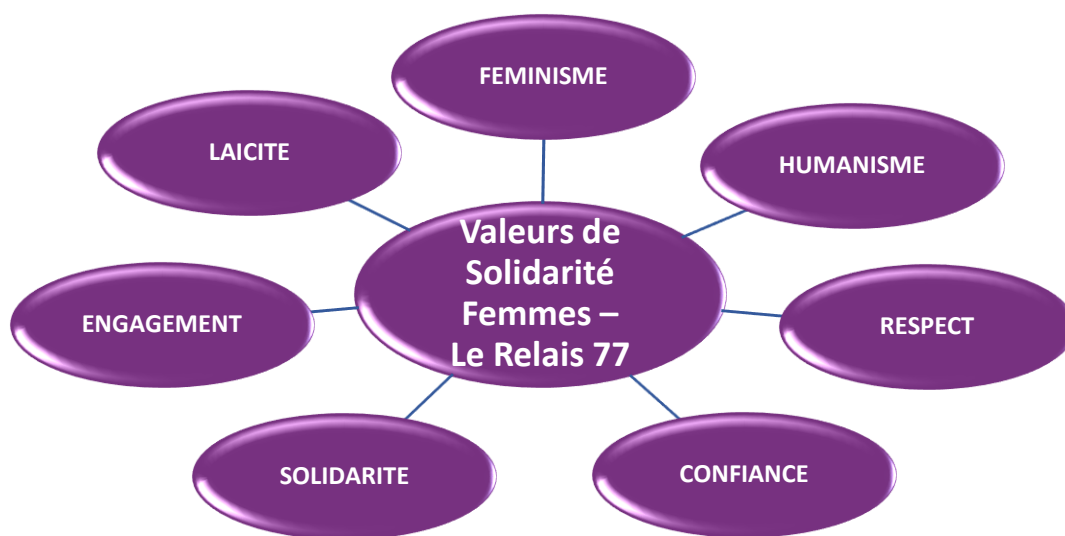 FEMINISME
LAICITE
HUMANISME
Valeurs de
Solidarité
Femmes –
Le Relais 77
ENGAGEMENT
RESPECT
SOLIDARITE
CONFIANCE